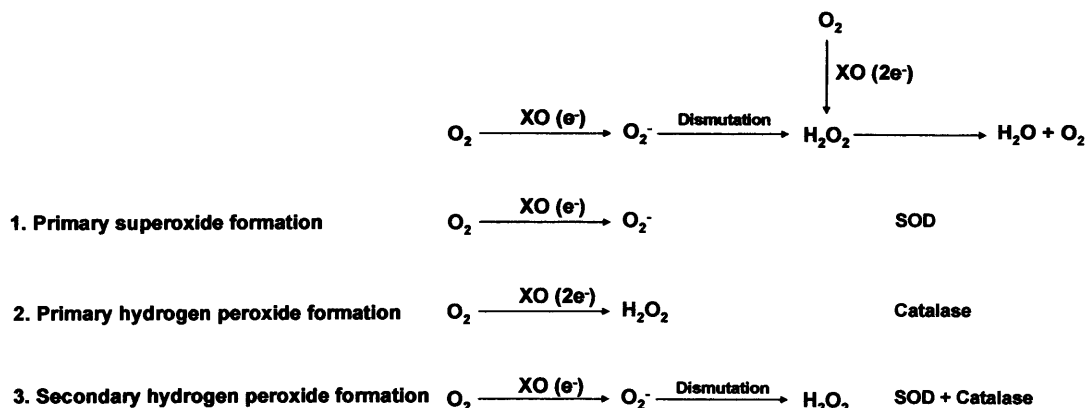 O₂
XO (e⁻) Dismutation XO (2e⁻)
O₂ O₂⁻ H₂O₂ H₂O + O₂
1. Primary superoxide formation O₂ XO (e⁻) O₂⁻ SOD
2. Primary hydrogen peroxide formation O₂ XO (2e⁻) H₂O₂ Catalase
3. Secondary hydrogen peroxide formation O₂ XO (e⁻) O₂⁻ Dismutation H₂O₂ SOD + Catalase